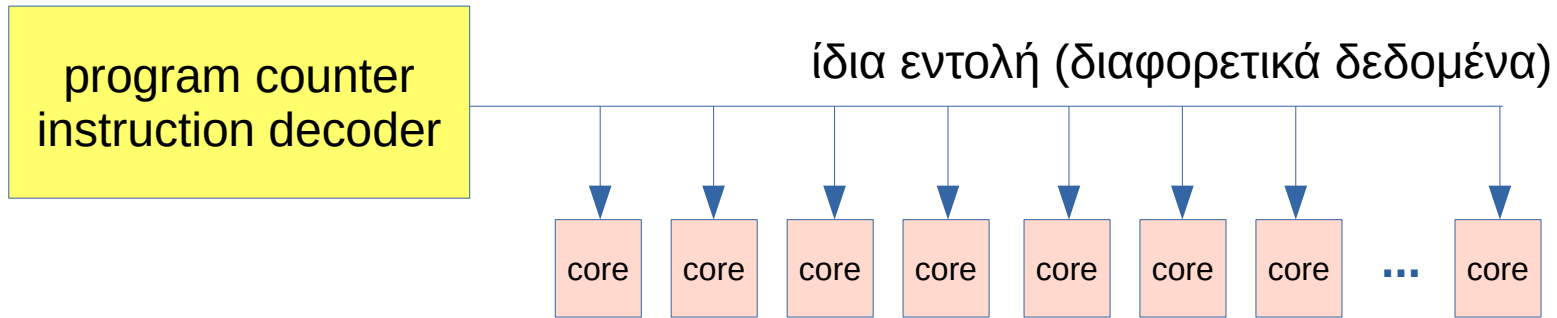 program counter
instruction decoder
ίδια εντολή (διαφορετικά δεδομένα)
core core core core core core core ... core